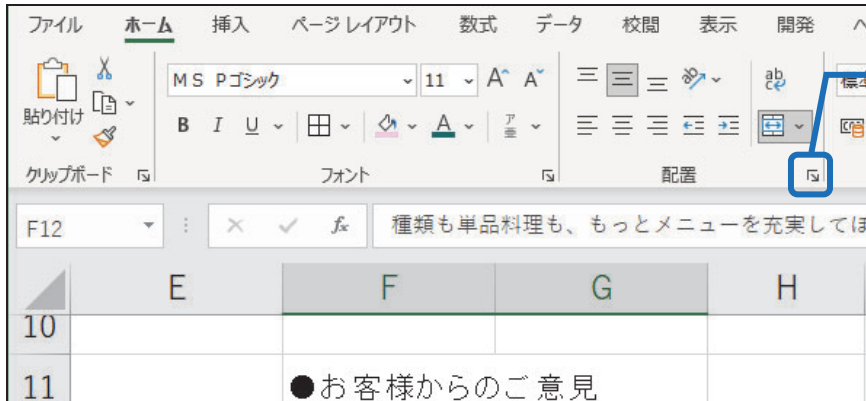 ファイル ホーム 挿入 ページ レイアウト 数式 データ 校閲 表示 開発
ＭＳ Ｐゴシック 11 A A ab
貼り付け B I U A ア亜
クリップボード フォント 配置
F12 fx 種類も単品料理も、もっとメニューを充実して
E F G H
10
11 ●お客様からのご意見